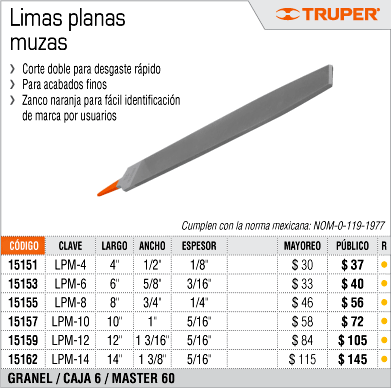 Limas planas
muzas
TRUPER®
Corte doble para desgaste rápido
Para acabados finos
Zanco naranja para fácil identificación
de marca por usuarios
Cumplen con la norma mexicana: NOM-0-119-1977
CÓDIGO CLAVE LARGO ANCHO ESPESOR MAYOREO PÚBLICO R
15151 LPM-4 4" 1/2" 1/8" $ 30 $ 37
15153 LPM-6 6" 5/8" 3/16" $ 33 $ 40
15155 LPM-8 8" 3/4" 1/4" $ 46 $ 56
15157 LPM-10 10" 1" 5/16" $ 58 $ 72
15159 LPM-12 12" 1 3/16" 5/16" $ 84 $ 105
15162 LPM-14 14" 1 3/8" 5/16" $ 115 $ 145
GRANEL / CAJA 6 / MASTER 60